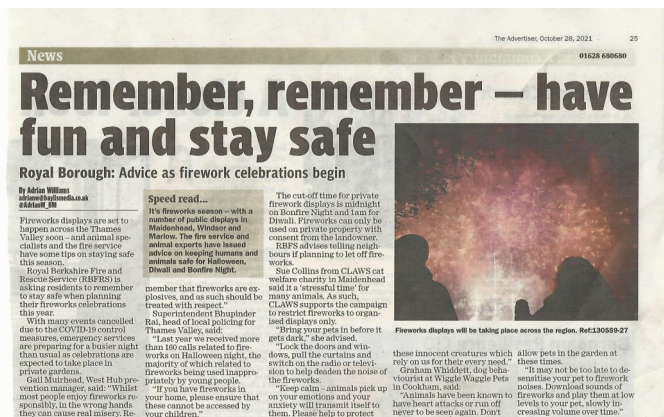 The Advertiser, October 28, 2021
25
News
01628 680680
Remember, remember – have
fun and stay safe
Royal Borough: Advice as firework celebrations begin
By Adrian Williams
adrianw@baylismedia.co.uk
@AdrianW_BM
Fireworks displays are set to
happen across the Thames
Valley soon – and animal spe-
cialists and the fire service
have some tips on staying safe
this season.
Royal Berkshire Fire and
Rescue Service (RBFRS) is
asking residents to remember
to stay safe when planning
their fireworks celebrations
this year.
With many events cancelled
due to the COVID-19 control
measures, emergency services
are preparing for a busier night
than usual as celebrations are
expected to take place in
private gardens.
Gail Muirhead, West Hub pre-
vention manager, said: "Whilst
most people enjoy fireworks re-
sponsibly, in the wrong hands
they can cause real misery. Re-
Speed read...
It's fireworks season – with a
number of public displays in
Maidenhead, Windsor and
Marlow. The fire service and
animal experts have issued
advice on keeping humans and
animals safe for Halloween,
Diwali and Bonfire Night.
member that fireworks are ex-
plosives, and as such should be
treated with respect."
Superintendent Bhupinder
Rai, head of local policing for
Thames Valley, said:
"Last year we received more
than 160 calls related to fire-
works on Halloween night, the
majority of which related to
fireworks being used inappro-
priately by young people.
"If you have fireworks in
your home, please ensure that
these cannot be accessed by
your children."
The cut-off time for private
firework displays is midnight
on Bonfire Night and 1am for
Diwali. Fireworks can only be
used on private property with
consent from the landowner.
RBFS advises telling neigh-
bours if planning to let off fire-
works.
Sue Collins from CLAWS cat
welfare charity in Maidenhead
said it a 'stressful time' for
many animals. As such,
CLAWS supports the campaign
to restrict fireworks to organ-
ised displays only.
"Bring your pets in before it
gets dark," she advised.
"Lock the doors and win-
dows, pull the curtains and
switch on the radio or televi-
sion to help deaden the noise of
the fireworks.
"Keep calm – animals pick up
on your emotions and your
anxiety will transmit itself to
them. Please help to protect
Fireworks displays will be taking place across the region. Ref:130559-27
these innocent creatures which
rely on us for their every need."
Graham Whiddett, dog beha-
viourist at Wiggle Waggle Pets
in Cookham, said:
"Animals have been known to
have heart attacks or run off
never to be seen again. Don't
allow pets in the garden at
these times.
"It may not be too late to de-
sensitise your pet to firework
noises. Download sounds of
fireworks and play them at low
levels to your pet, slowly in-
creasing volume over time."